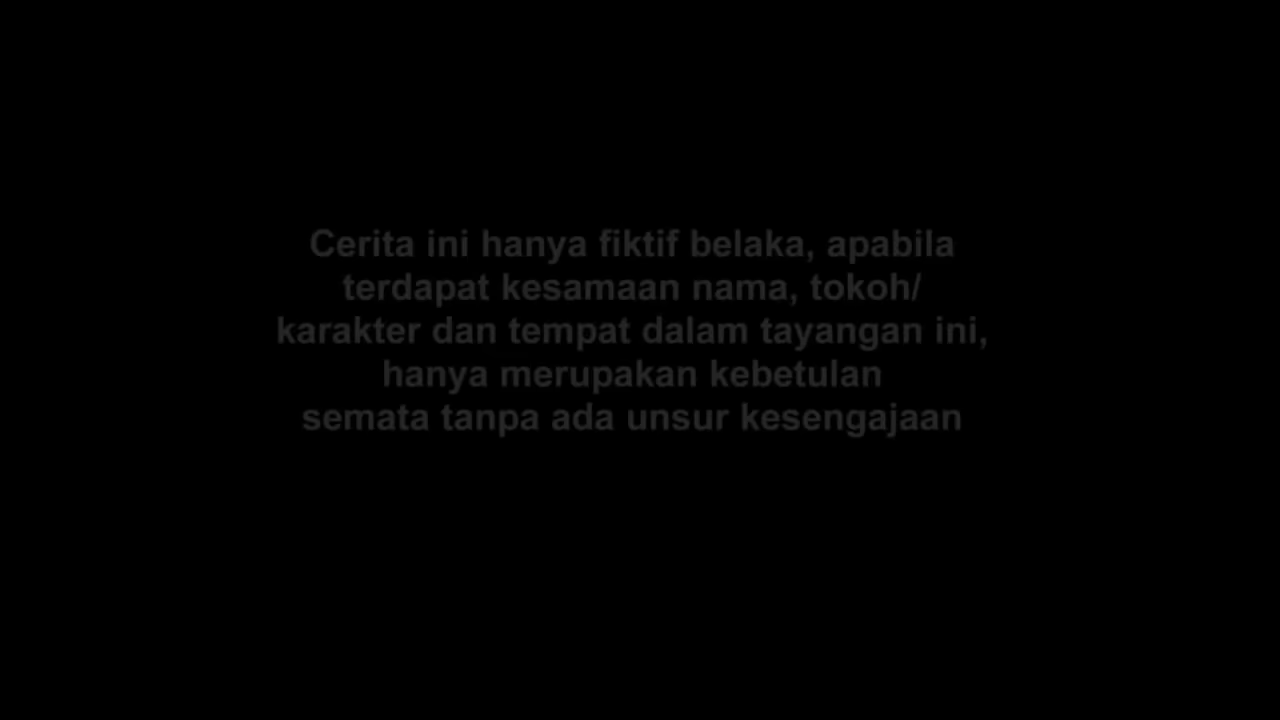 Cerita ini hanya fiktif belaka, apabila
terdapat kesamaan nama, tokoh/
karakter dan tempat dalam tayangan ini,
hanya merupakan kebetulan
semata tanpa ada unsur kesengajaan